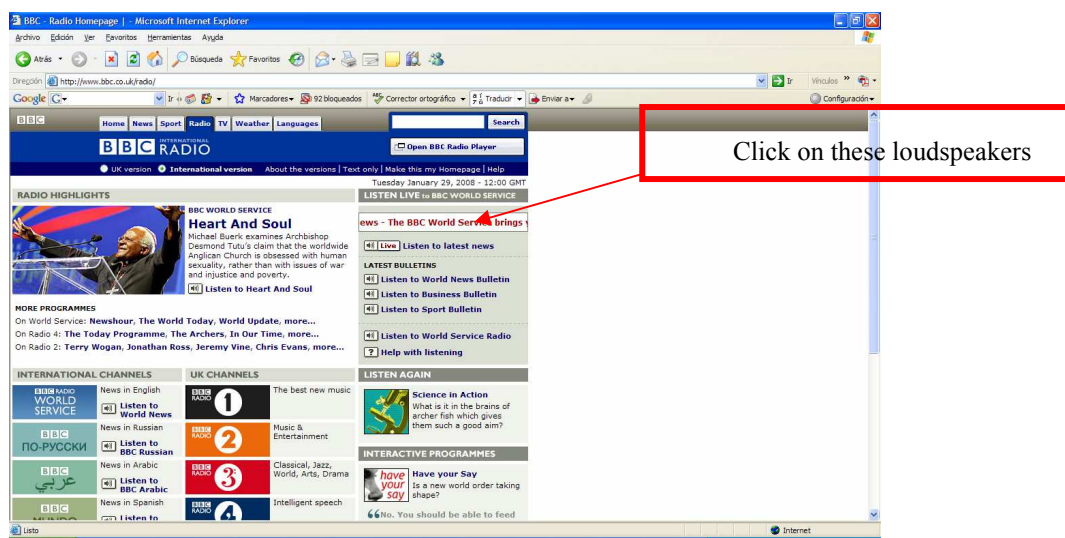 BBC - Radio Homepage | - Microsoft Internet Explorer
Archivo Edición Ver Favoritos Herramientas Ayuda
Atrás Búsqueda Favoritos
Dirección http://www.bbc.co.uk/radio/ Ir Vínculos »
Google G Ir Marcadores 92 bloqueados Corrector ortográfico Traducir Enviar a Configuración
Click on these loudspeakers
BBC Home News Sport Radio TV Weather Languages Search
BBC INTERNATIONAL RADIO
Open BBC Radio Player
UK version International version About the versions | Text only | Make this my Homepage | Help
Tuesday January 29, 2008 - 12:00 GMT
RADIO HIGHLIGHTS
BBC WORLD SERVICE
Heart And Soul
Michael Buerk examines Archbishop
Desmond Tutu's claim that the worldwide
Anglican Church is obsessed with human
sexuality, rather than with issues of war
and injustice and poverty.
Listen to Heart And Soul
MORE PROGRAMMES
On World Service: Newshour, The World Today, World Update, more...
On Radio 4: The Today Programme, The Archers, In Our Time, more...
On Radio 2: Terry Wogan, Jonathan Ross, Jeremy Vine, Chris Evans, more...
LISTEN LIVE to BBC WORLD SERVICE
ews - The BBC World Service brings
Live Listen to latest news
LATEST BULLETINS
Listen to World News Bulletin
Listen to Business Bulletin
Listen to Sport Bulletin
Listen to World Service Radio
? Help with listening
INTERNATIONAL CHANNELS
BBC RADIO
WORLD
SERVICE
News in English
Listen to
World News
BBC
ПО-РУССКИ
News in Russian
Listen to
BBC Russian
BBC
عربي
News in Arabic
Listen to
BBC Arabic
BBC
MUNDO
News in Spanish
Listen to
UK CHANNELS
BBC RADIO 1
The best new music
BBC RADIO 2
Music &
Entertainment
BBC RADIO 3
Classical, Jazz,
World, Arts, Drama
BBC RADIO 4
Intelligent speech
LISTEN AGAIN
Science in Action
What is it in the brains of
archer fish which gives
them such a good aim?
INTERACTIVE PROGRAMMES
have
your
say
Have your Say
Is a new world order taking
shape?
No. You should be able to feed
Listo Internet